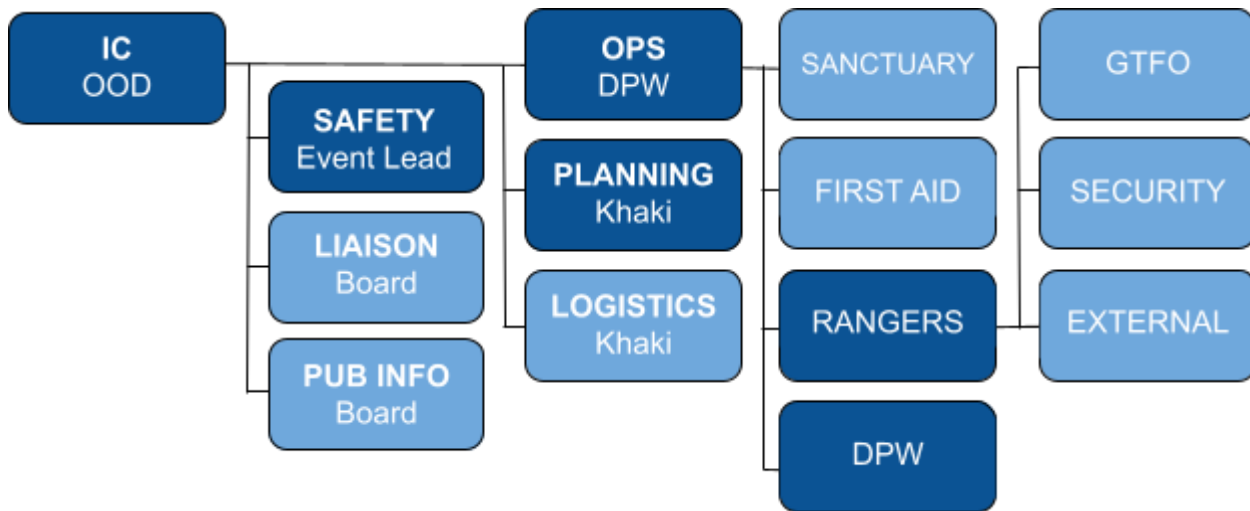 IC
OOD
SAFETY
Event Lead
LIAISON
Board
PUB INFO
Board
OPS
DPW
PLANNING
Khaki
LOGISTICS
Khaki
SANCTUARY
FIRST AID
RANGERS
DPW
GTFO
SECURITY
EXTERNAL